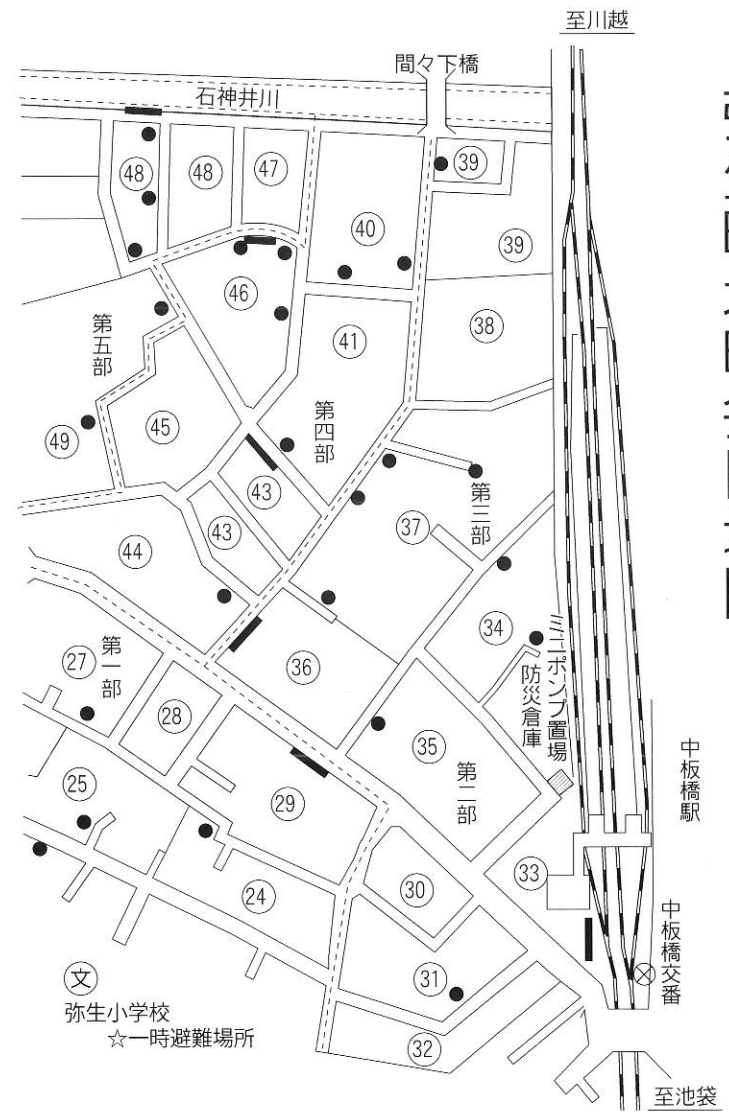 至川越
間々下橋
石神井川
48
48
47
39
40
39
46
38
41
第五部
第四部
45
49
43
第三部
37
43
44
34
ミニポンプ置場
防災倉庫
27
第一部
36
28
35
第二部
25
29
中板橋駅
33
30
24
31
中板橋交番
文
弥生小学校
☆一時避難場所
32
至池袋